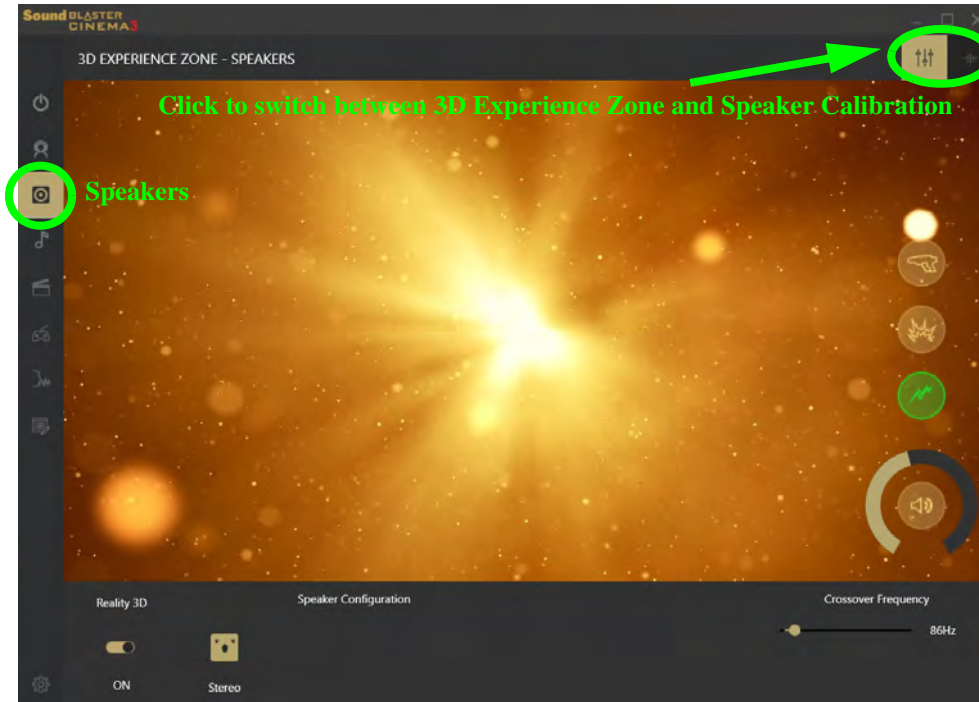 Sound BLASTER
CINEMA3
3D EXPERIENCE ZONE - SPEAKERS
Click to switch between 3D Experience Zone and Speaker Calibration
Speakers
Reality 3D
Speaker Configuration
Crossover Frequency
86Hz
ON
Stereo